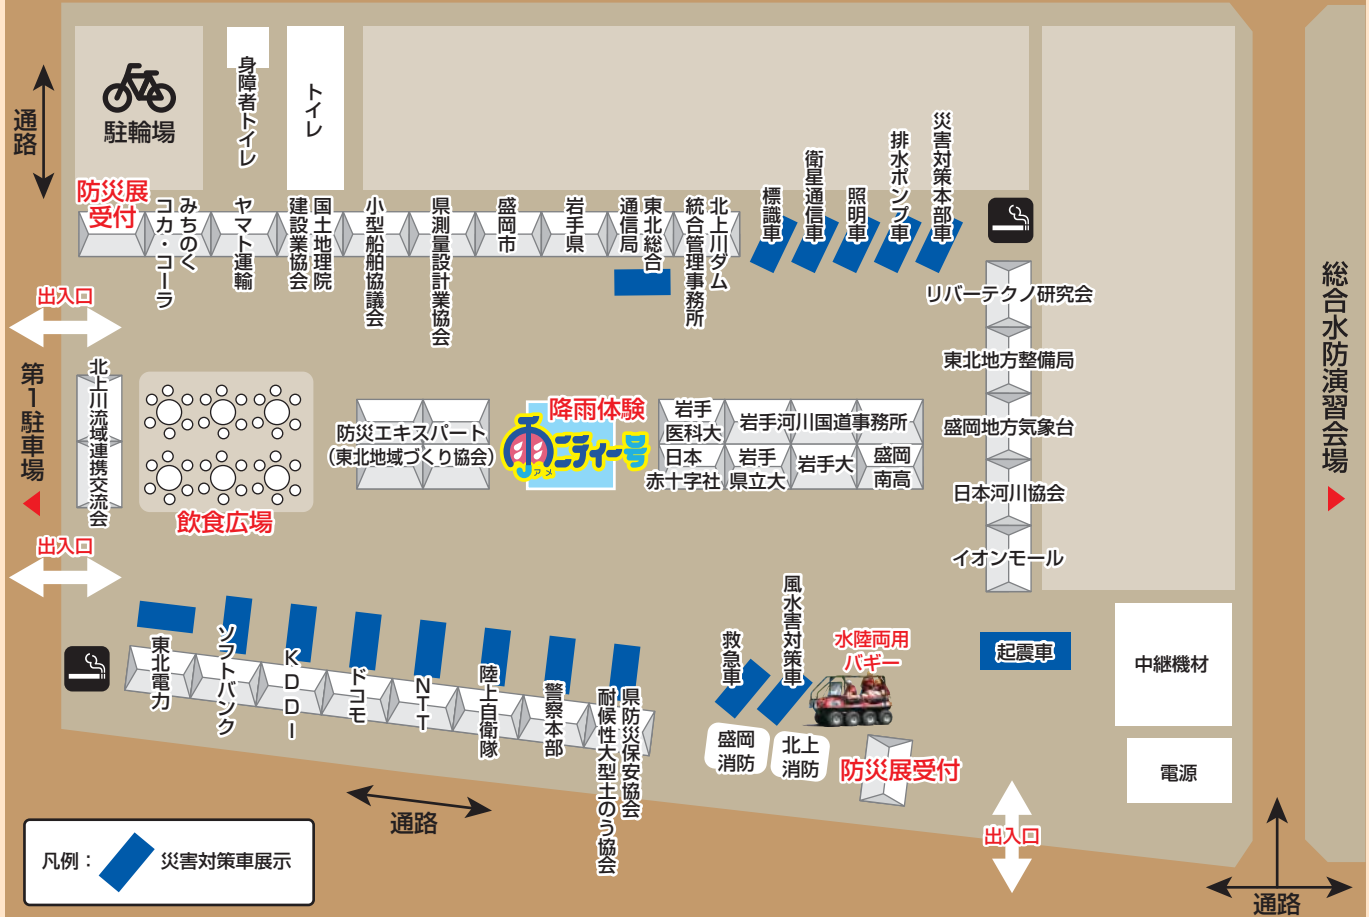 通路
駐輪場
身障者トイレ
トイレ
防災展
受付
みちのく
コカ・コーラ
ヤマト運輸
国土地理院
建設業協会
小型船舶協議会
県測量設計業協会
盛岡市
岩手県
東北総合
通信局
北上川ダム
統合管理事務所
標識車
衛星通信車
照明車
排水ポンプ車
災害対策本部車
出入口
第1駐車場
北上川流域連携交流会
飲食広場
出入口
防災エキスパート
(東北地域づくり協会)
降雨体験
雨ニティー号
アメ
岩手
医科大
岩手河川国道事務所
日本
赤十字社
岩手
県立大
岩手大
盛岡
南高
リバーテクノ研究会
東北地方整備局
盛岡地方気象台
日本河川協会
イオンモール
総合水防演習会場
東北電力
ソフトバンク
KDDI
ドコモ
NTT
陸上自衛隊
警察本部
県防災保安協会
耐候性大型土のう協会
救急車
風水害対策車
水陸両用
バギー
盛岡
消防
北上
消防
防災展受付
起震車
中継機材
電源
出入口
通路
通路
凡例：
災害対策車展示